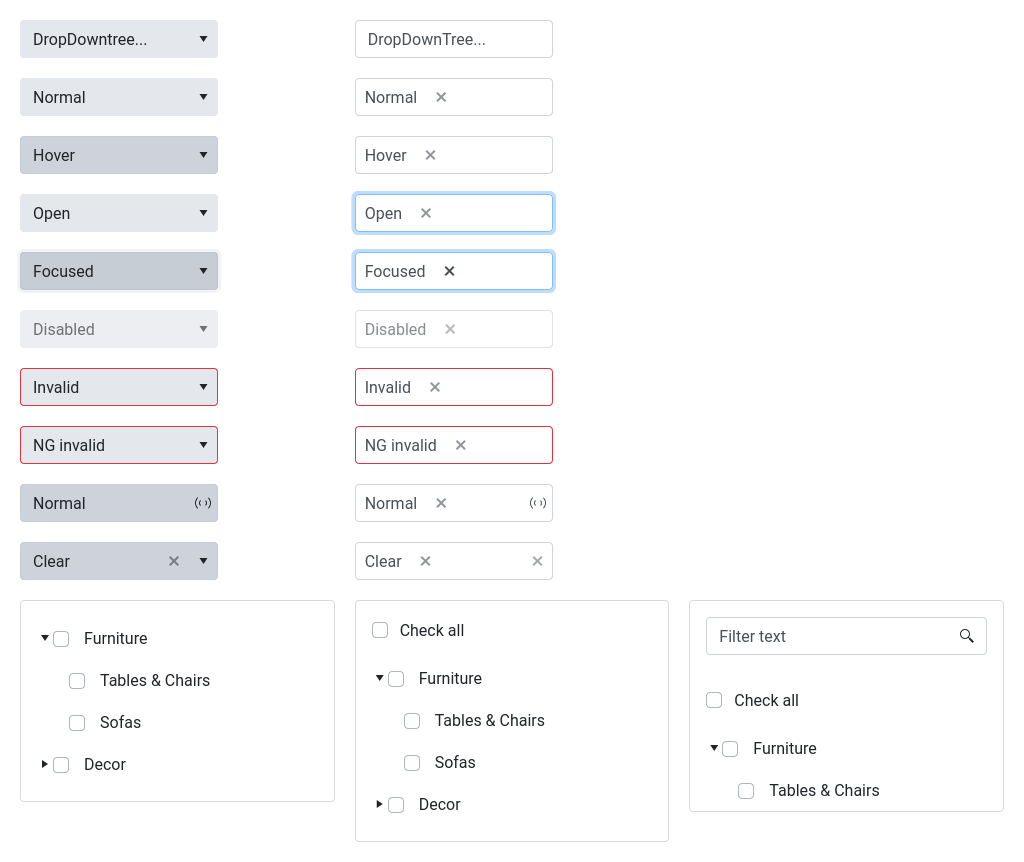 DropDowntree...
DropDownTree...
Normal
Normal
Hover
Hover
Open
Open
Focused
Focused
Disabled
Disabled
Invalid
Invalid
NG invalid
NG invalid
Normal
Normal
Clear
Clear
Furniture
Tables & Chairs
Sofas
Decor
Check all
Furniture
Tables & Chairs
Sofas
Decor
Filter text
Check all
Furniture
Tables & Chairs